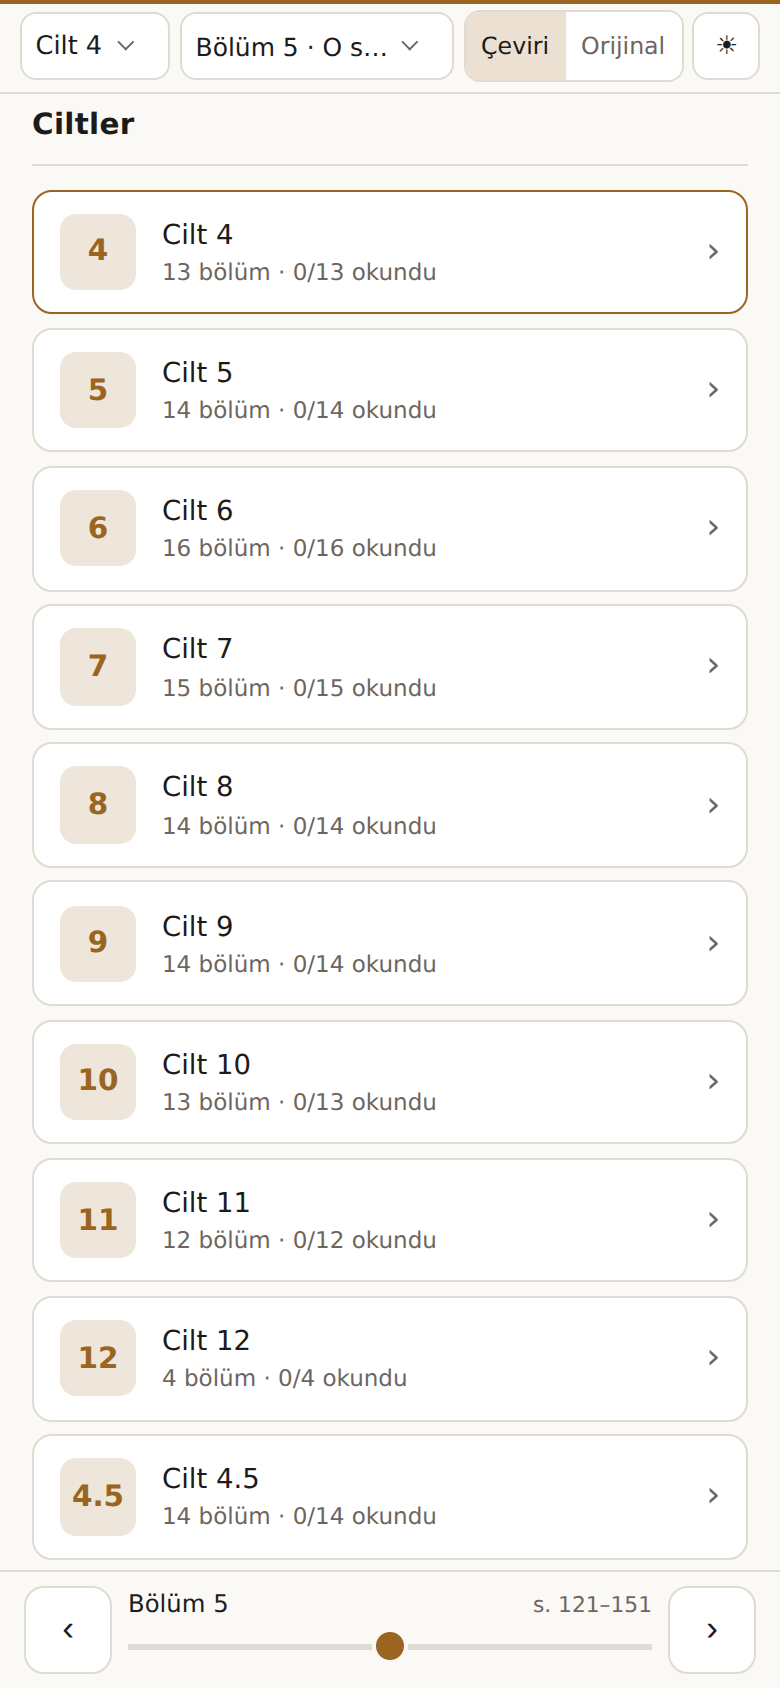 Cilt 4
Bölüm 5 · O s…
Çeviri
Orijinal
Ciltler
4
Cilt 4
13 bölüm · 0/13 okundu
5
Cilt 5
14 bölüm · 0/14 okundu
6
Cilt 6
16 bölüm · 0/16 okundu
7
Cilt 7
15 bölüm · 0/15 okundu
8
Cilt 8
14 bölüm · 0/14 okundu
9
Cilt 9
14 bölüm · 0/14 okundu
10
Cilt 10
13 bölüm · 0/13 okundu
11
Cilt 11
12 bölüm · 0/12 okundu
12
Cilt 12
4 bölüm · 0/4 okundu
4.5
Cilt 4.5
14 bölüm · 0/14 okundu
Bölüm 5
s. 121–151